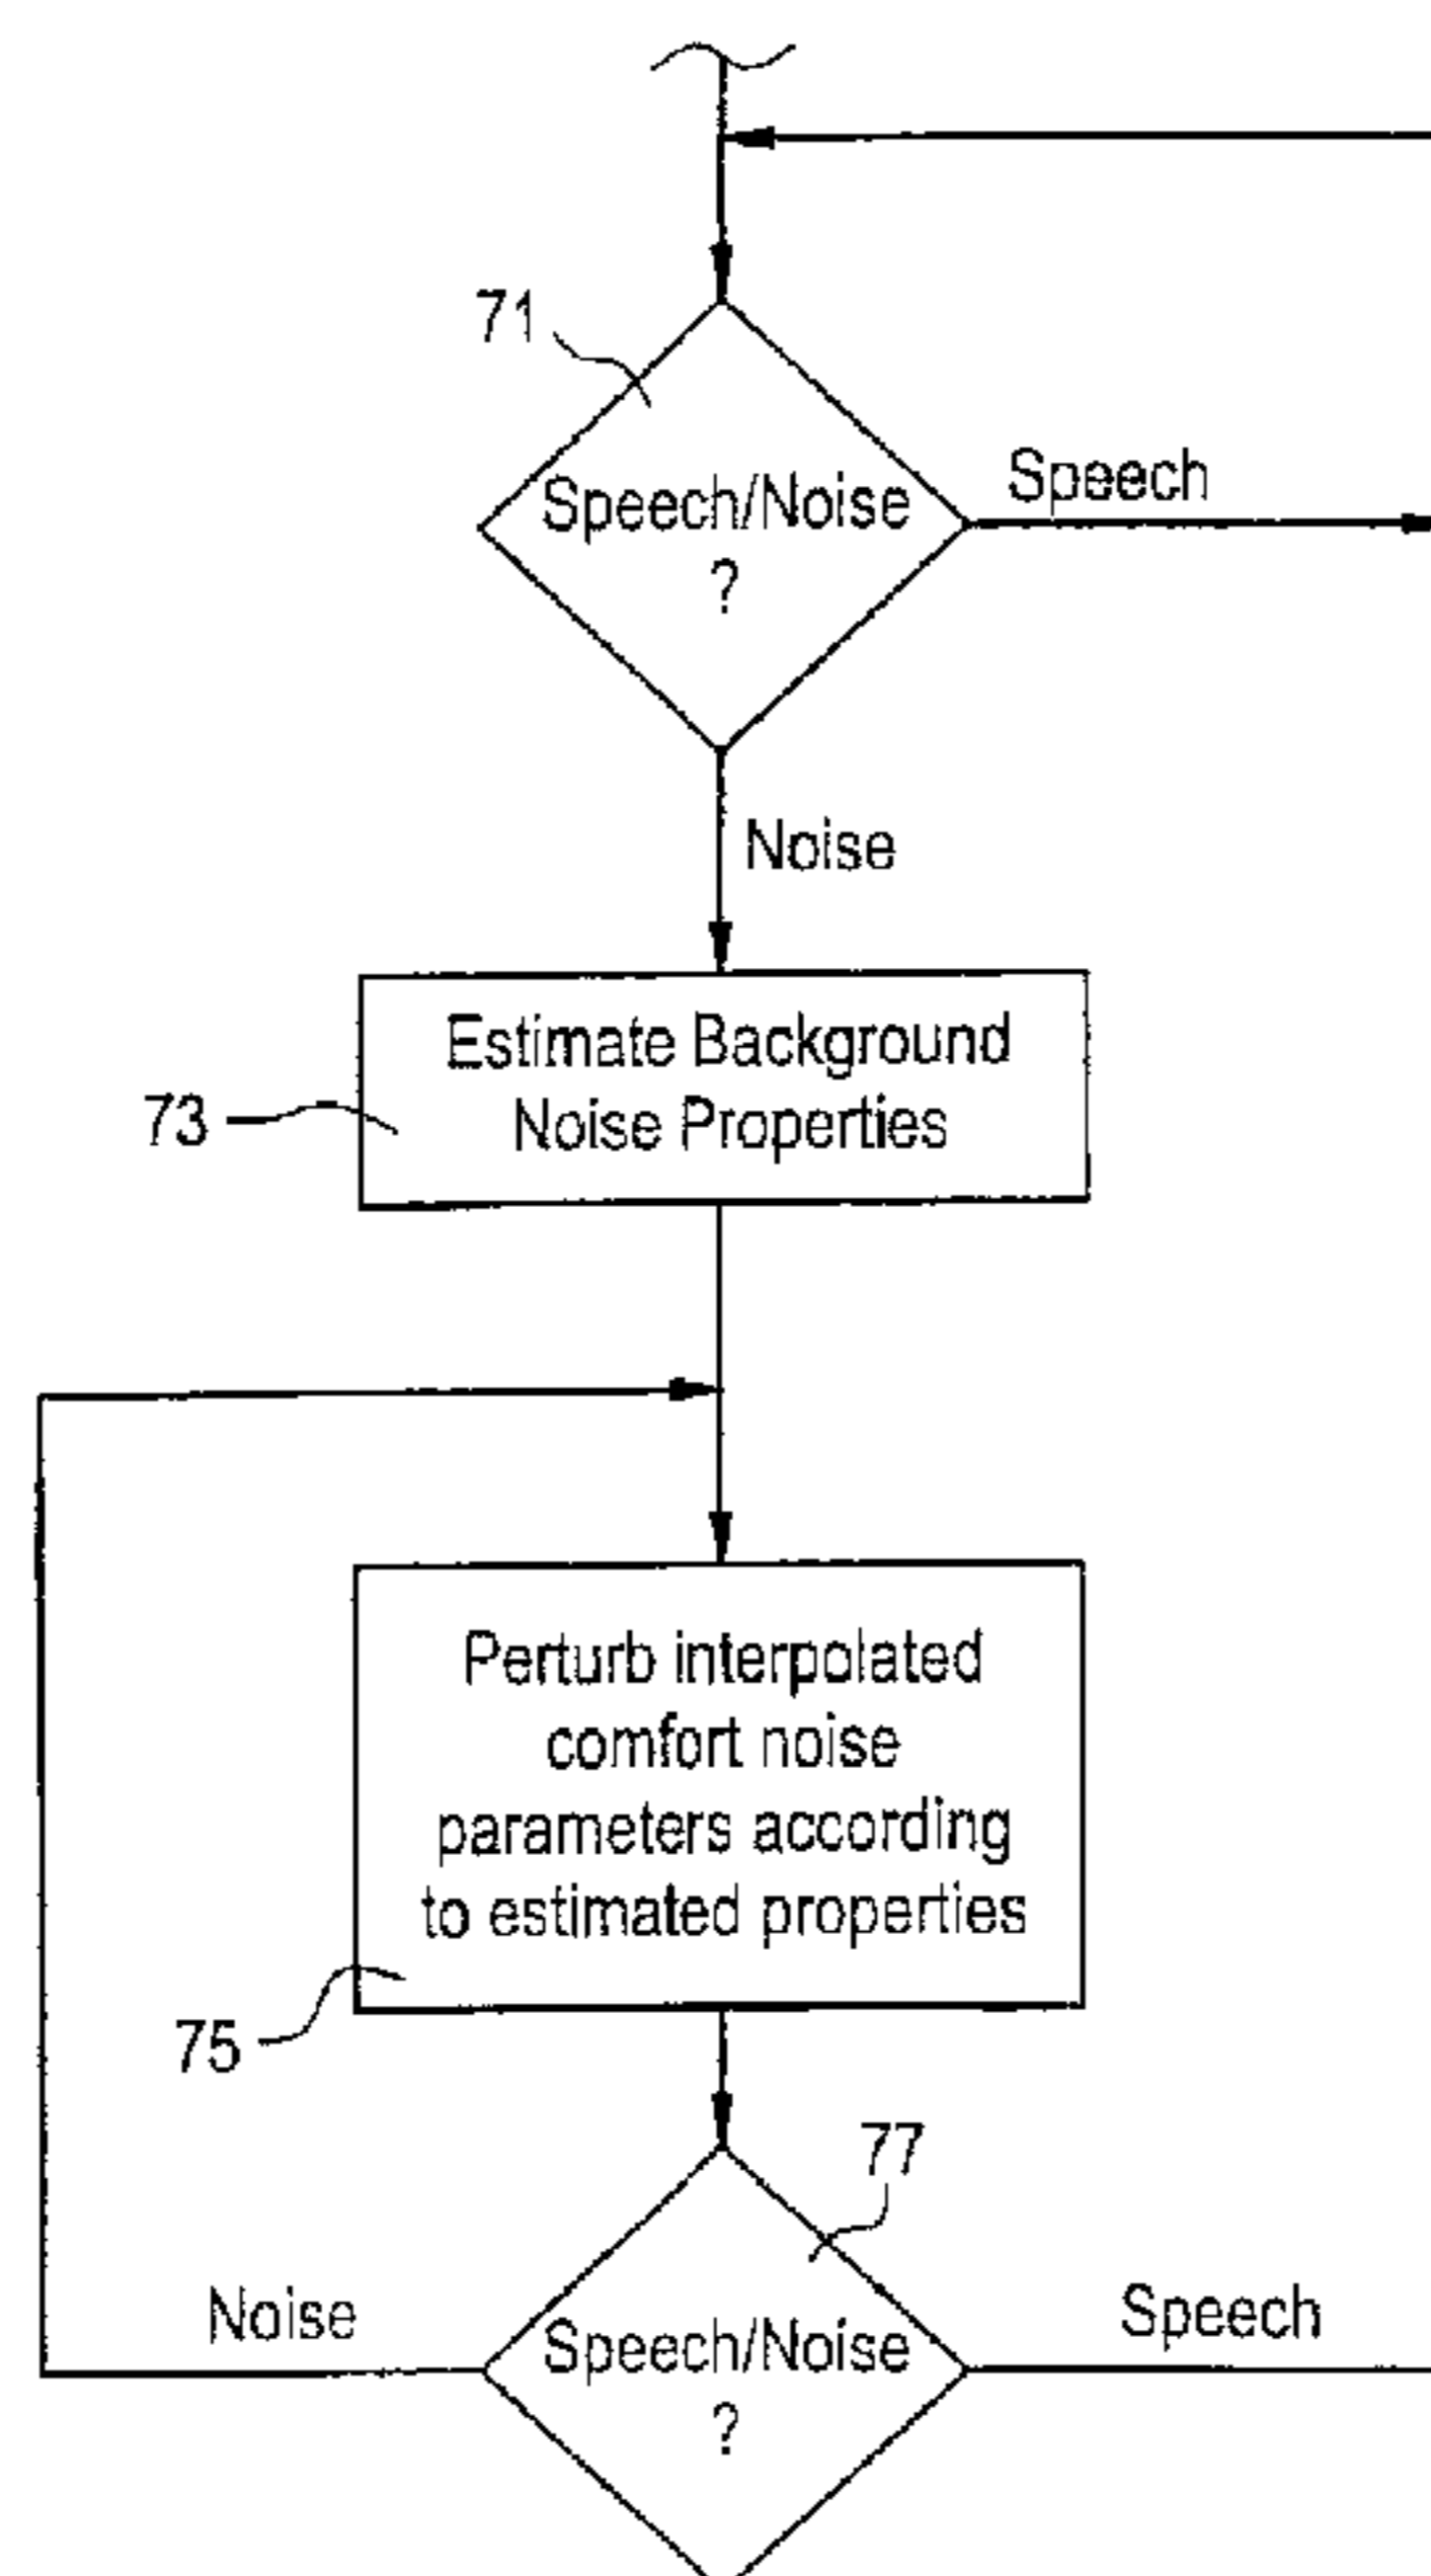 71
Speech/Noise
?
Speech
Noise
Estimate Background
Noise Properties
73
Perturb interpolated
comfort noise
parameters according
to estimated properties
75
77
Noise
Speech/Noise
?
Speech